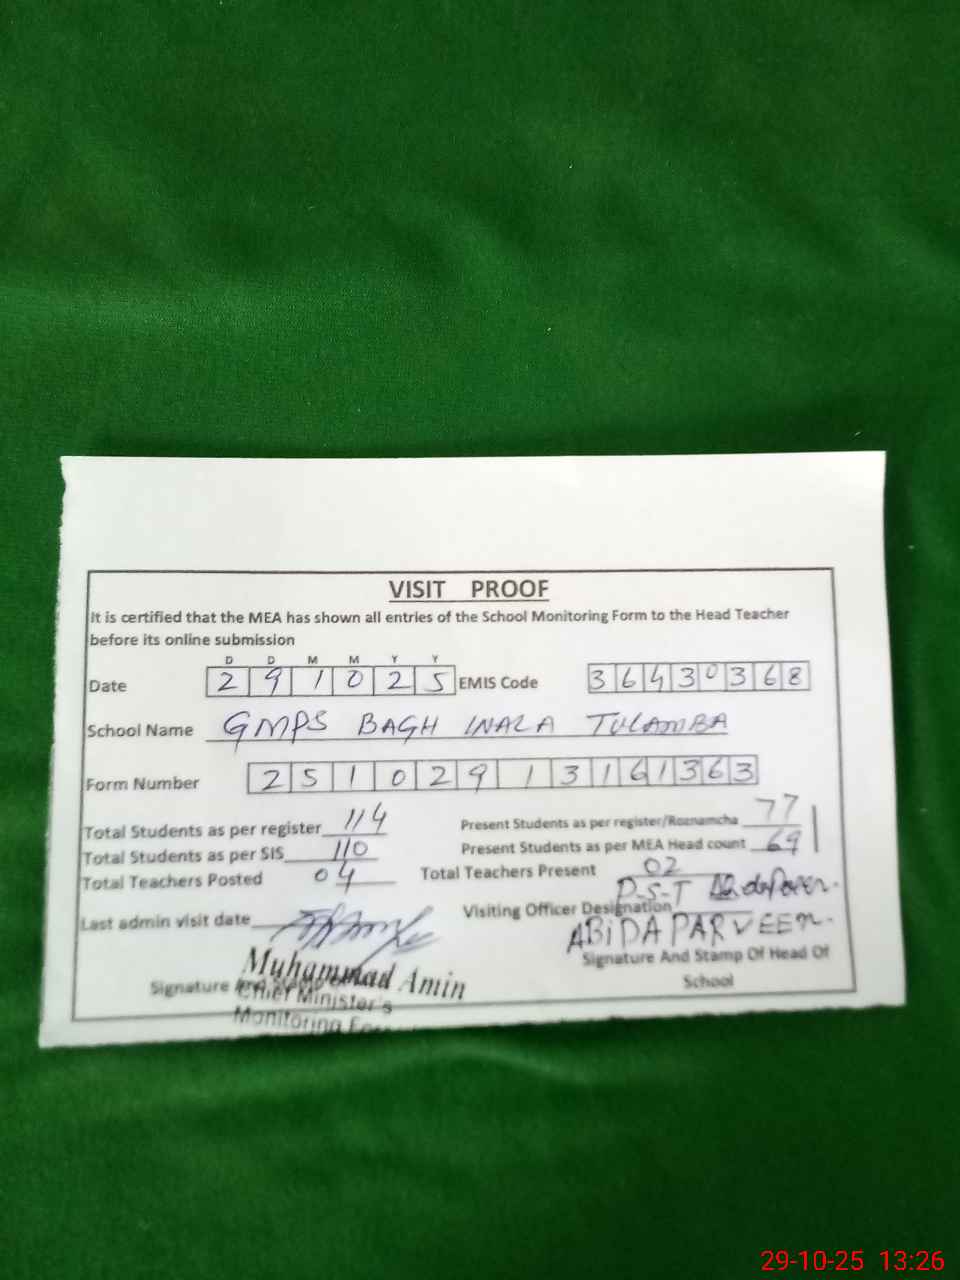 VISIT PROOF
It is certified that the MEA has shown all entries of the School Monitoring Form to the Head Teacher
before its online submission
D D M M Y Y
Date 2 9 1 0 2 5 EMIS Code 3 6 4 3 0 3 6 8
School Name GMPS BAGH WALA TULAMBA
Form Number 2 5 1 0 2 9 1 3 1 6 1 3 6 3
Total Students as per register 114 Present Students as per register/Roznamcha 77
Total Students as per SIS 110 Present Students as per MEA Head count 69
Total Teachers Posted 04 Total Teachers Present 02
Last admin visit date Visiting Officer Designation P-S-T
ABiDA PARVEEN
Signature And Stamp Of Head Of
School
Signature And Stamp
Muhammad Amin
Chief Minister's
Monitoring
29-10-25 13:26